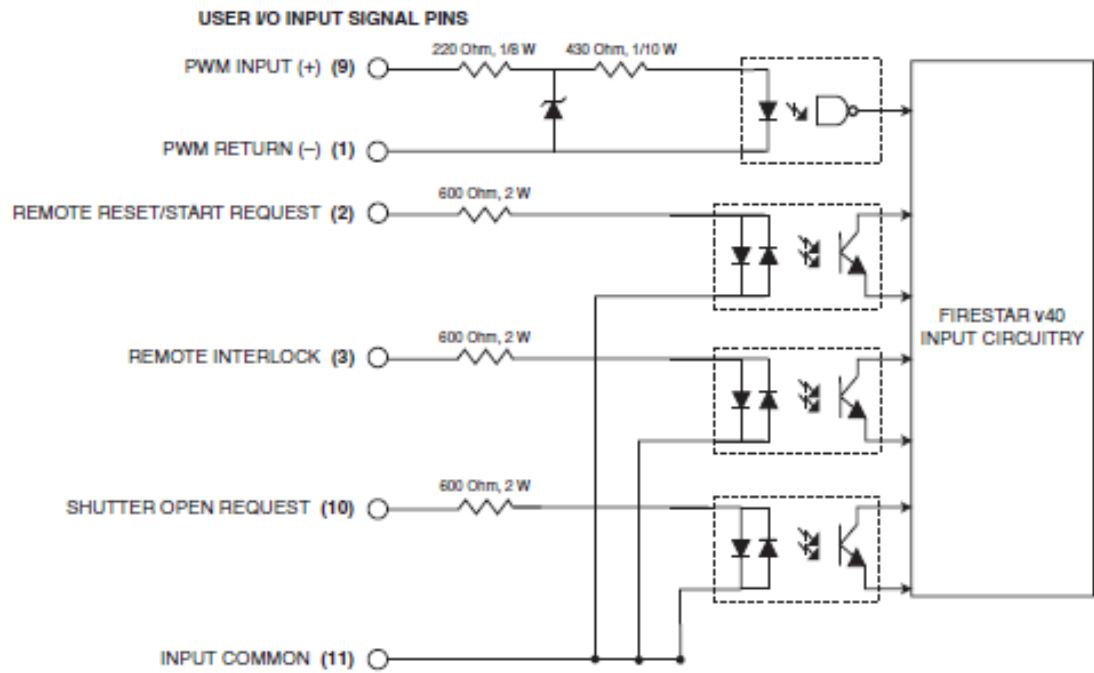 USER I/O INPUT SIGNAL PINS
220 Ohm, 1/8 W
430 Ohm, 1/10 W
PWM INPUT (+) (9)
PWM RETURN (–) (1)
600 Ohm, 2 W
REMOTE RESET/START REQUEST (2)
FIRESTAR v40
INPUT CIRCUITRY
600 Ohm, 2 W
REMOTE INTERLOCK (3)
600 Ohm, 2 W
SHUTTER OPEN REQUEST (10)
INPUT COMMON (11)